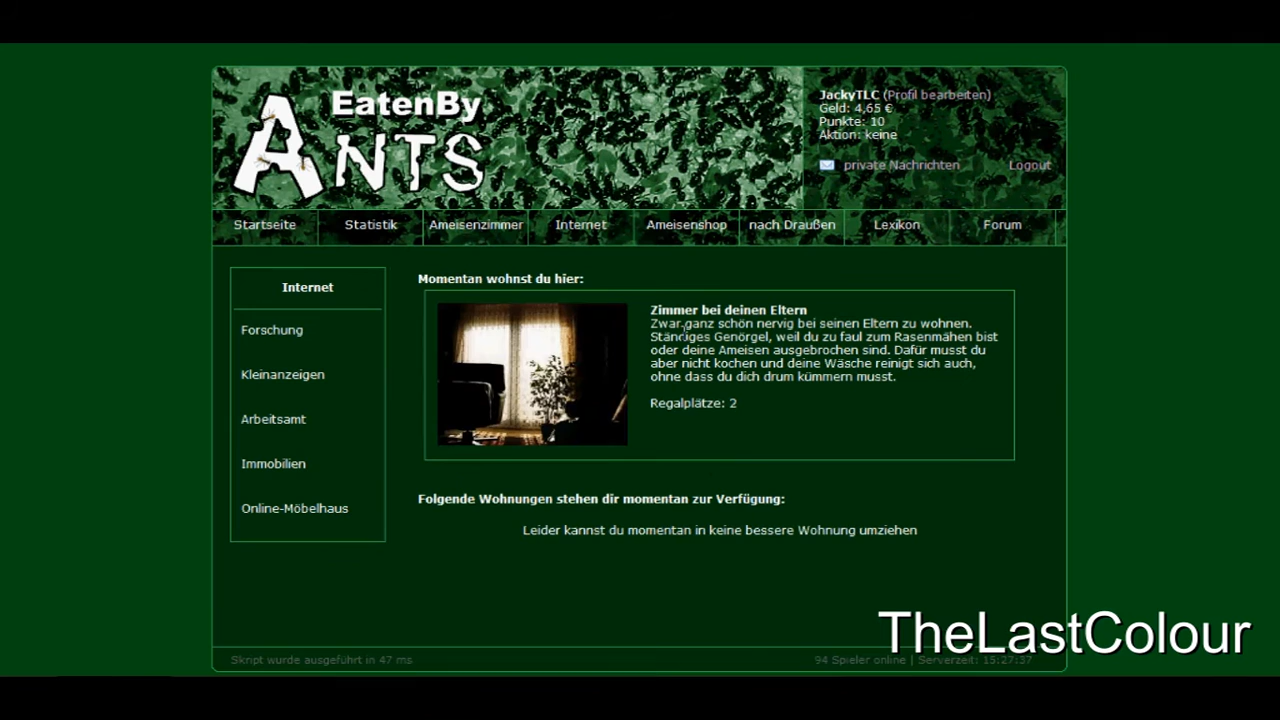 EatenBy
ANTS
JackyTLC (Profil bearbeiten)
Geld: 4,65 €
Punkte: 10
Aktion: keine
private Nachrichten
Logout
Startseite
Statistik
Ameisenzimmer
Internet
Ameisenshop
nach Draußen
Lexikon
Forum
Internet
Forschung
Kleinanzeigen
Arbeitsamt
Immobilien
Online-Möbelhaus
Momentan wohnst du hier:
Zimmer bei deinen Eltern
Zwar ganz schön nervig bei seinen Eltern zu wohnen.
Ständiges Genörgel, weil du zu faul zum Rasenmähen bist
oder deine Ameisen ausgebrochen sind. Dafür musst du
aber nicht kochen und deine Wäsche reinigt sich auch,
ohne dass du dich drum kümmern musst.
Regalplätze: 2
Folgende Wohnungen stehen dir momentan zur Verfügung:
Leider kannst du momentan in keine bessere Wohnung umziehen
TheLastColour
Skript wurde ausgeführt in 47 ms
94 Spieler online | Serverzeit: 15:27:37